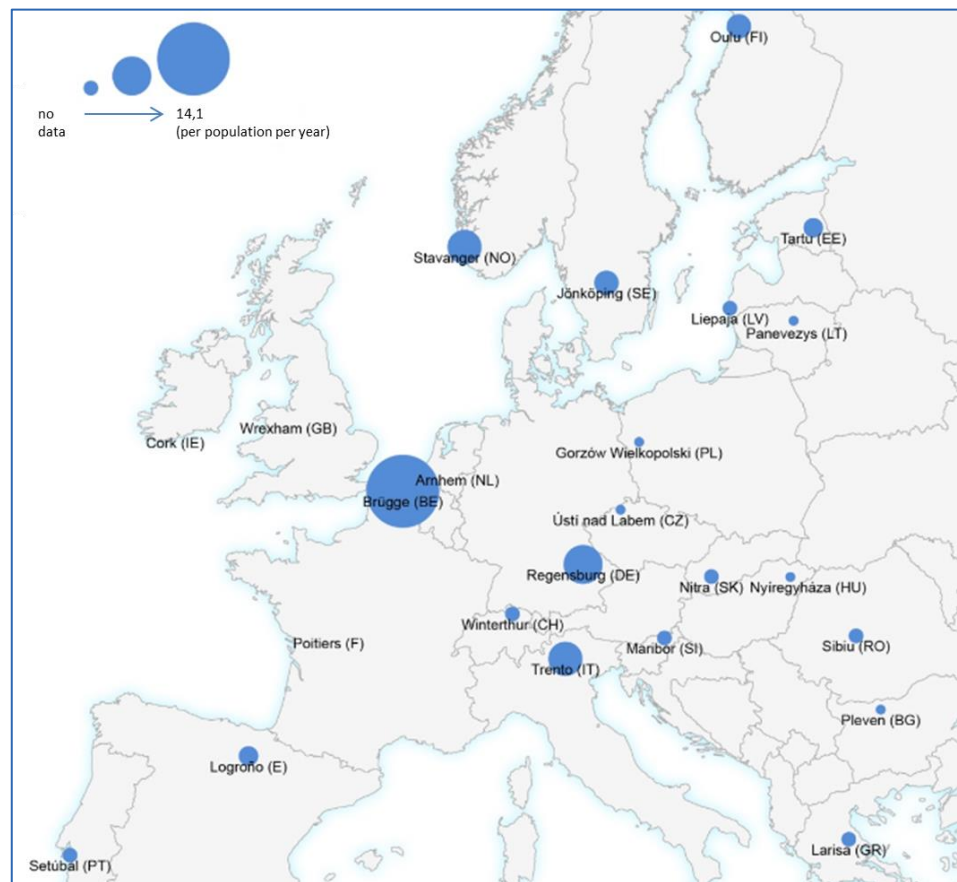 no
data
14,1
(per population per year)
Oulu (FI)
Tartu (EE)
Stavanger (NO)
Jönköping (SE)
Liepaja (LV)
Panevezys (LT)
Wrexham (GB)
Cork (IE)
Gorzów Wielkopolski (PL)
Arnhem (NL)
Brügge (BE)
Ústí nad Labem (CZ)
Regensburg (DE)
Nitra (SK)
Nyíregyháza (HU)
Winterthur (CH)
Poitiers (F)
Maribor (SI)
Sibiu (RO)
Trento (IT)
Pleven (BG)
Logroño (E)
Larisa (GR)
Setúbal (PT)